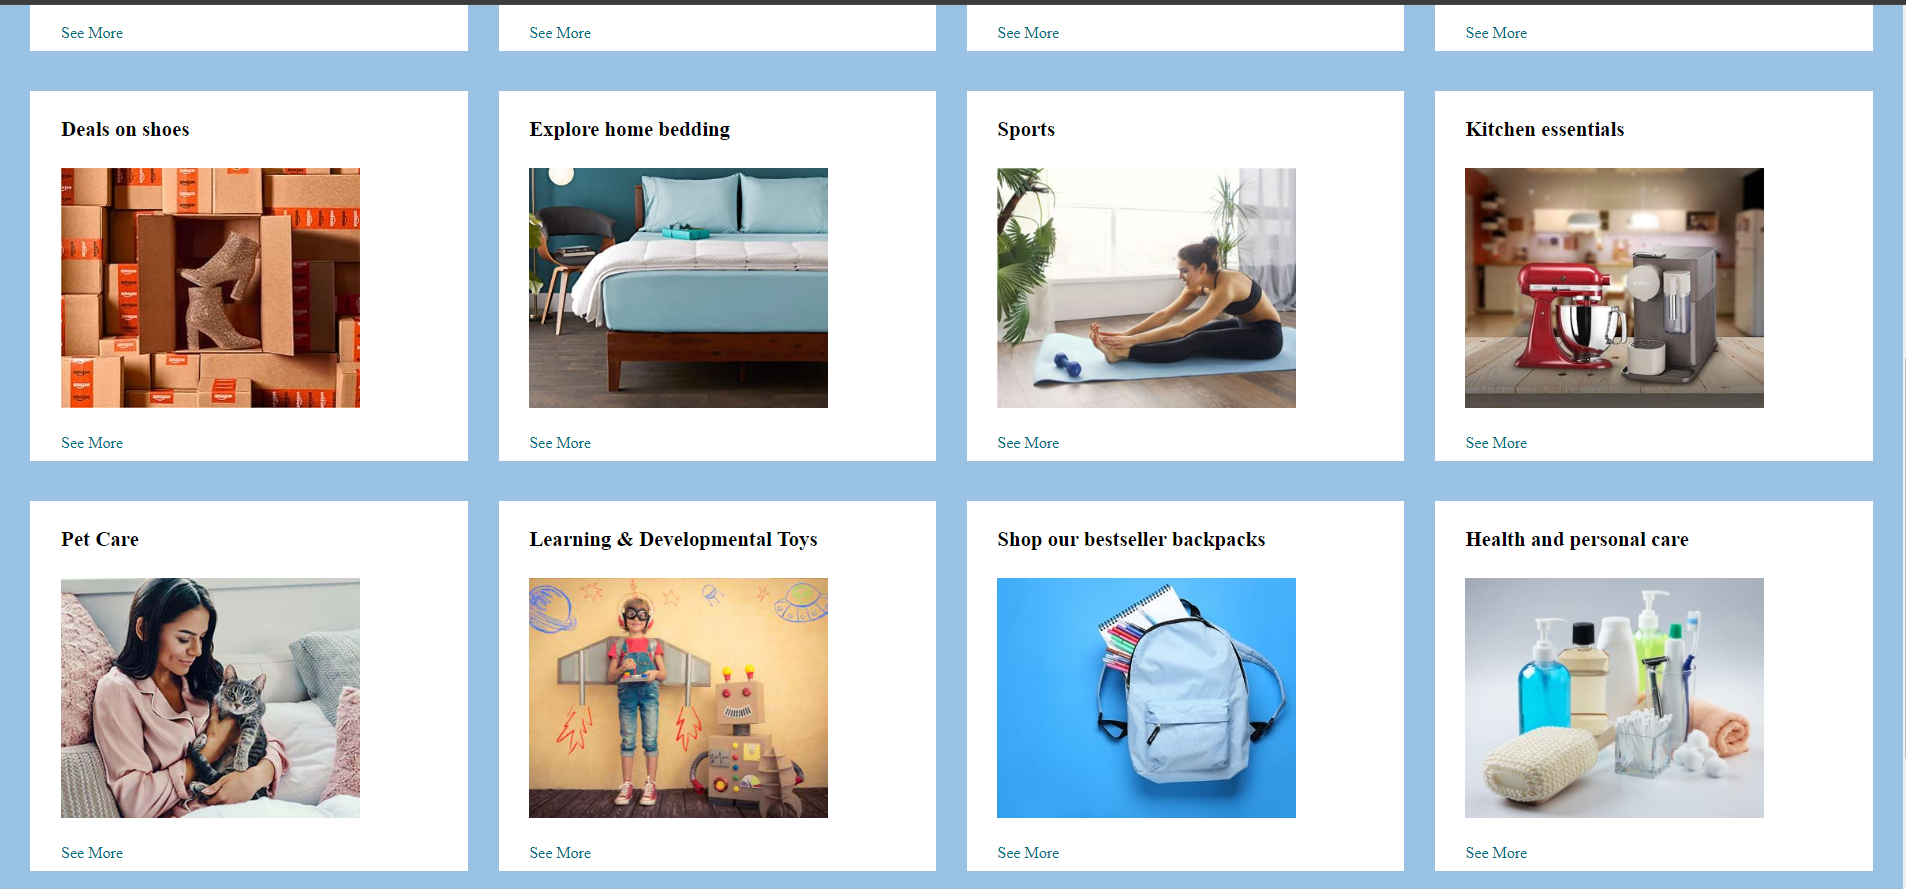 See More
See More
See More
See More
Deals on shoes
Explore home bedding
Sports
Kitchen essentials
See More
See More
See More
See More
Pet Care
Learning & Developmental Toys
Shop our bestseller backpacks
Health and personal care
See More
See More
See More
See More